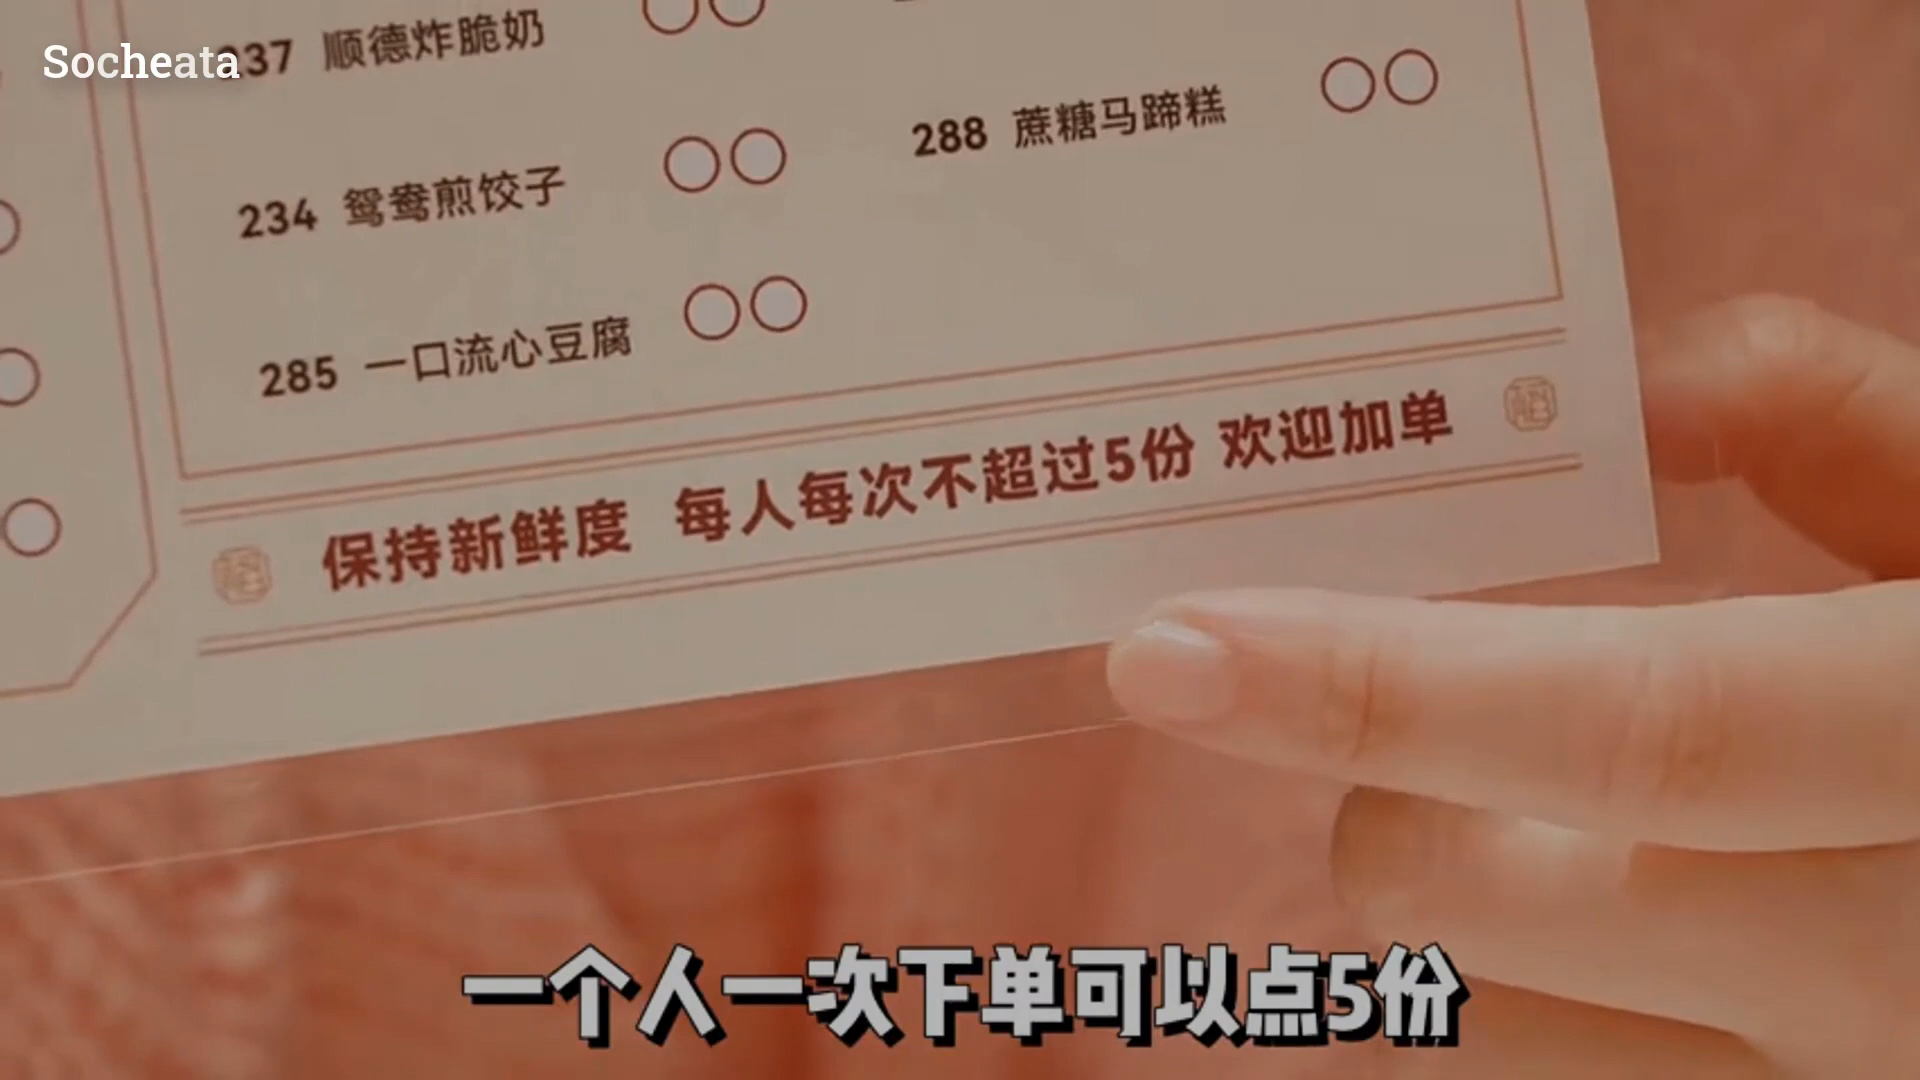 Socheata
237 顺德炸脆奶
288 蔗糖马蹄糕
234 鸳鸯煎饺子
285 一口流心豆腐
保持新鲜度 每人每次不超过5份 欢迎加单
一个人一次下单可以点5份